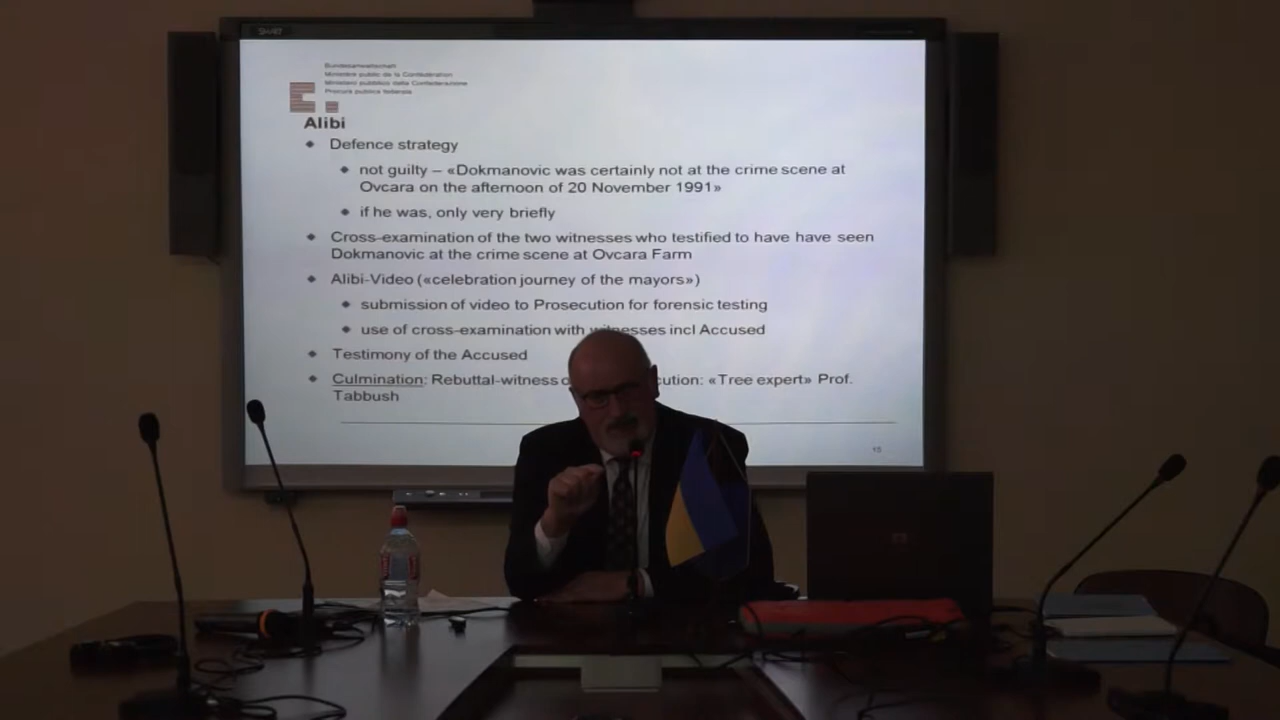 Bundesanwaltschaft
Ministère public de la Confédération
Ministero pubblico della Confederazione
Procura publica federala
Alibi
Defence strategy
not guilty – «Dokmanovic was certainly not at the crime scene at
Ovcara on the afternoon of 20 November 1991»
if he was, only very briefly
Cross-examination of the two witnesses who testified to have have seen
Dokmanovic at the crime scene at Ovcara Farm
Alibi-Video («celebration journey of the mayors»)
submission of video to Prosecution for forensic testing
use of cross-examination with witnesses incl Accused
Testimony of the Accused
Culmination: Rebuttal-witness cution: «Tree expert» Prof.
Tabbush
15